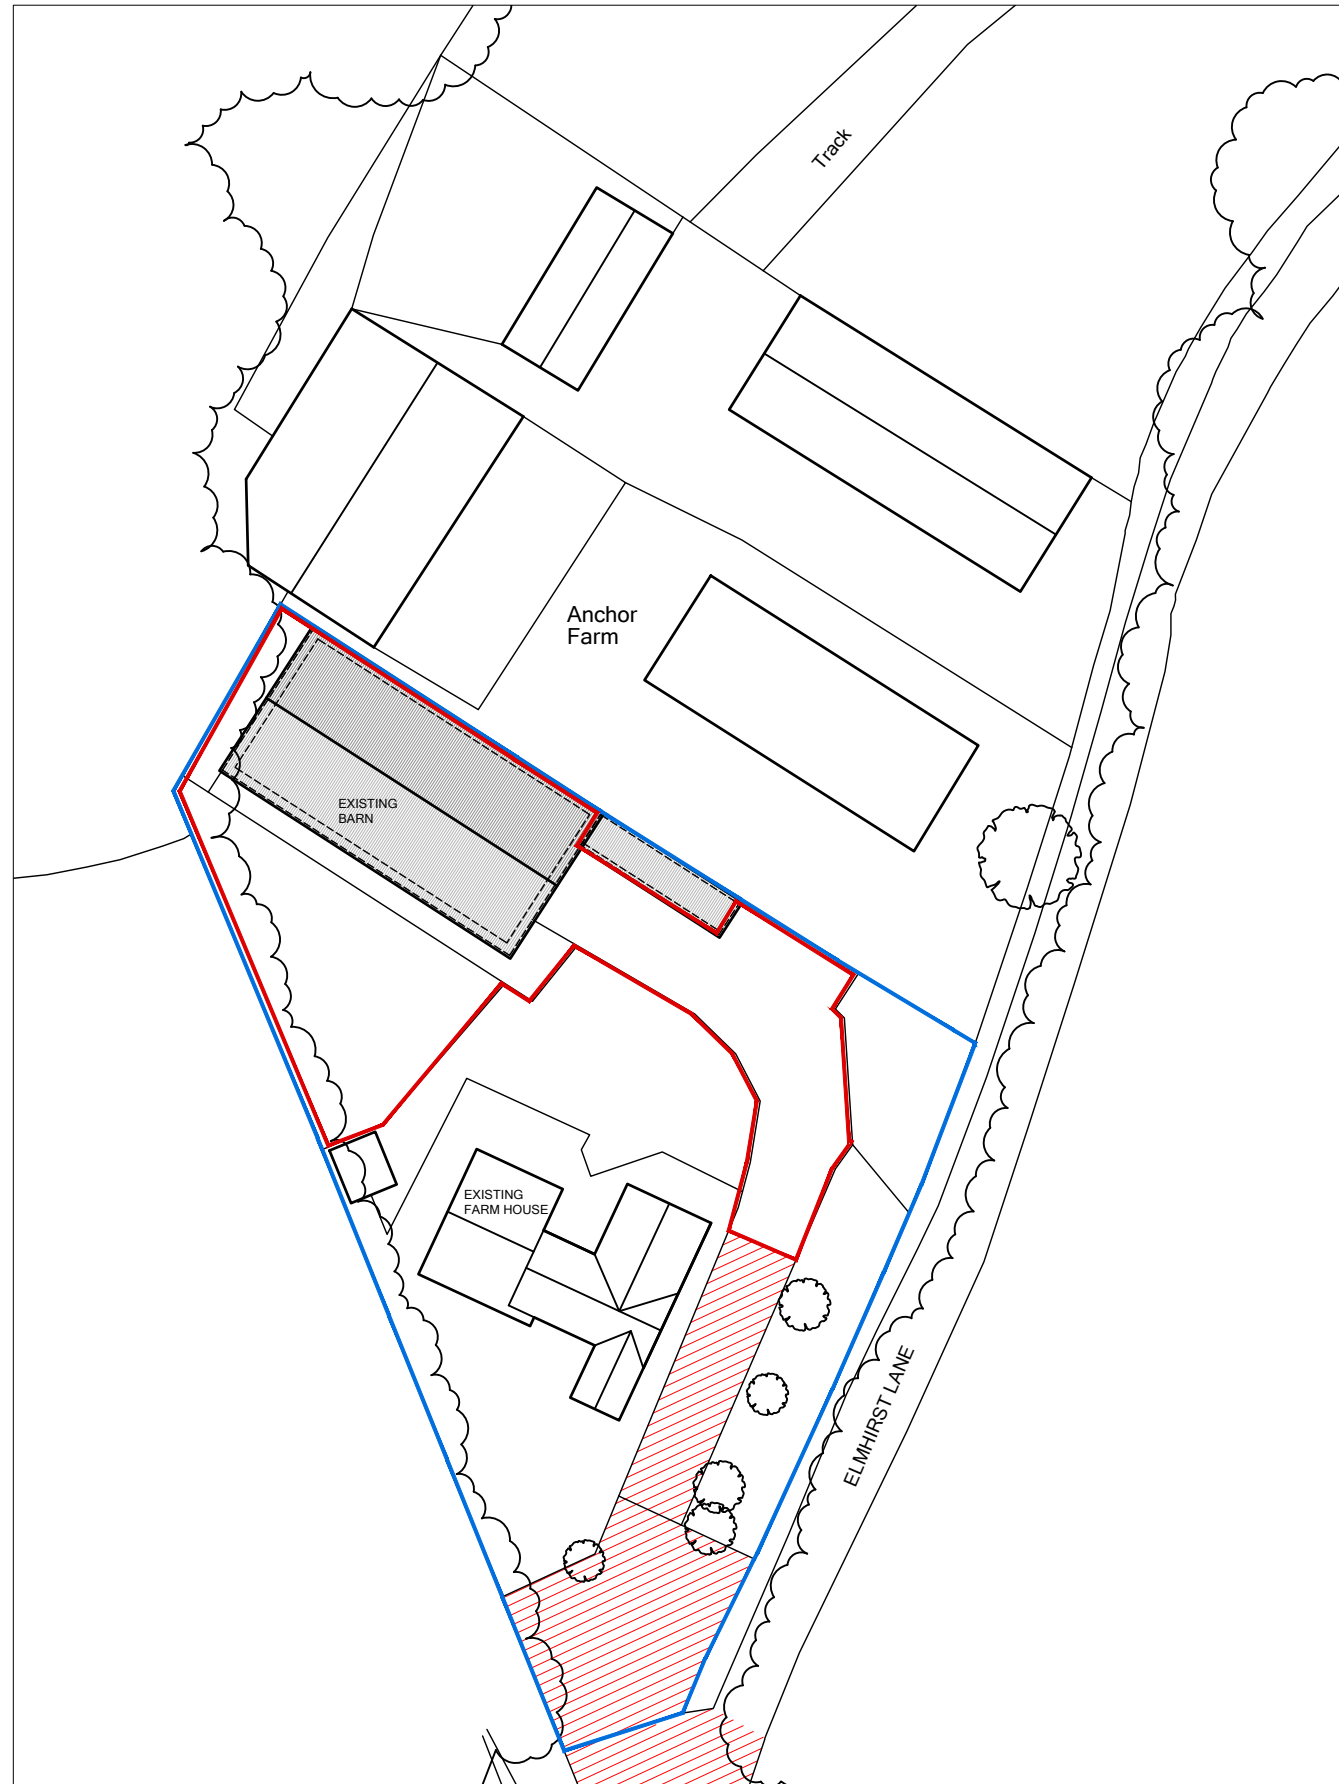 Track
Anchor
Farm
EXISTING
BARN
EXISTING
FARM HOUSE
ELMHIRST LANE